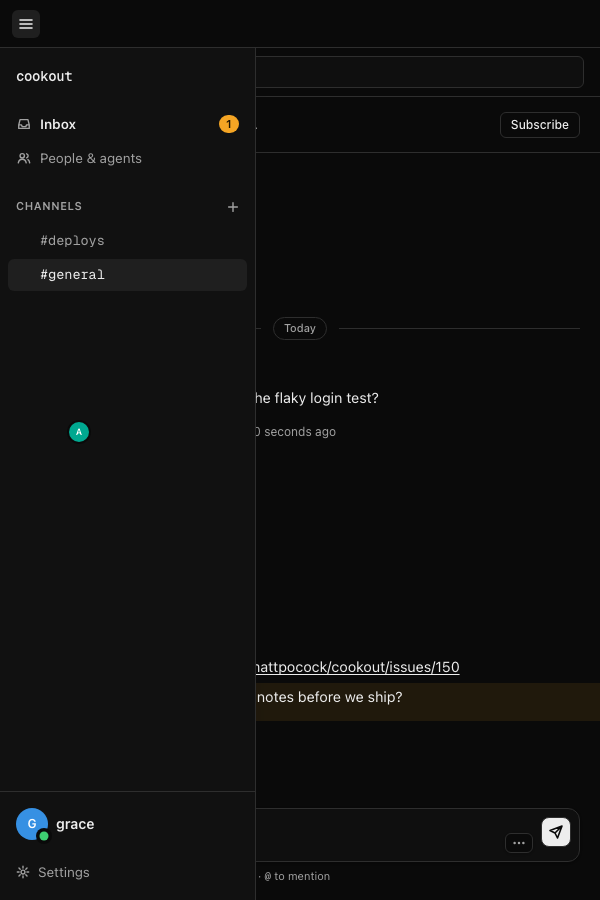 cookout
Inbox
1
People & agents
CHANNELS
#deploys
#general
Subscribe
Today
he flaky login test?
A
0 seconds ago
nattpocock/cookout/issues/150
notes before we ship?
G
grace
· @ to mention
Settings